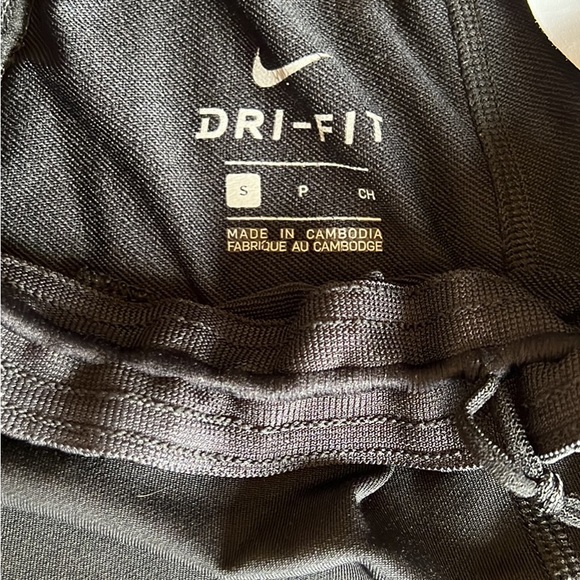 DRI-FIT
S P CH
MADE IN CAMBODIA
FABRIQUE AU CAMBODGE